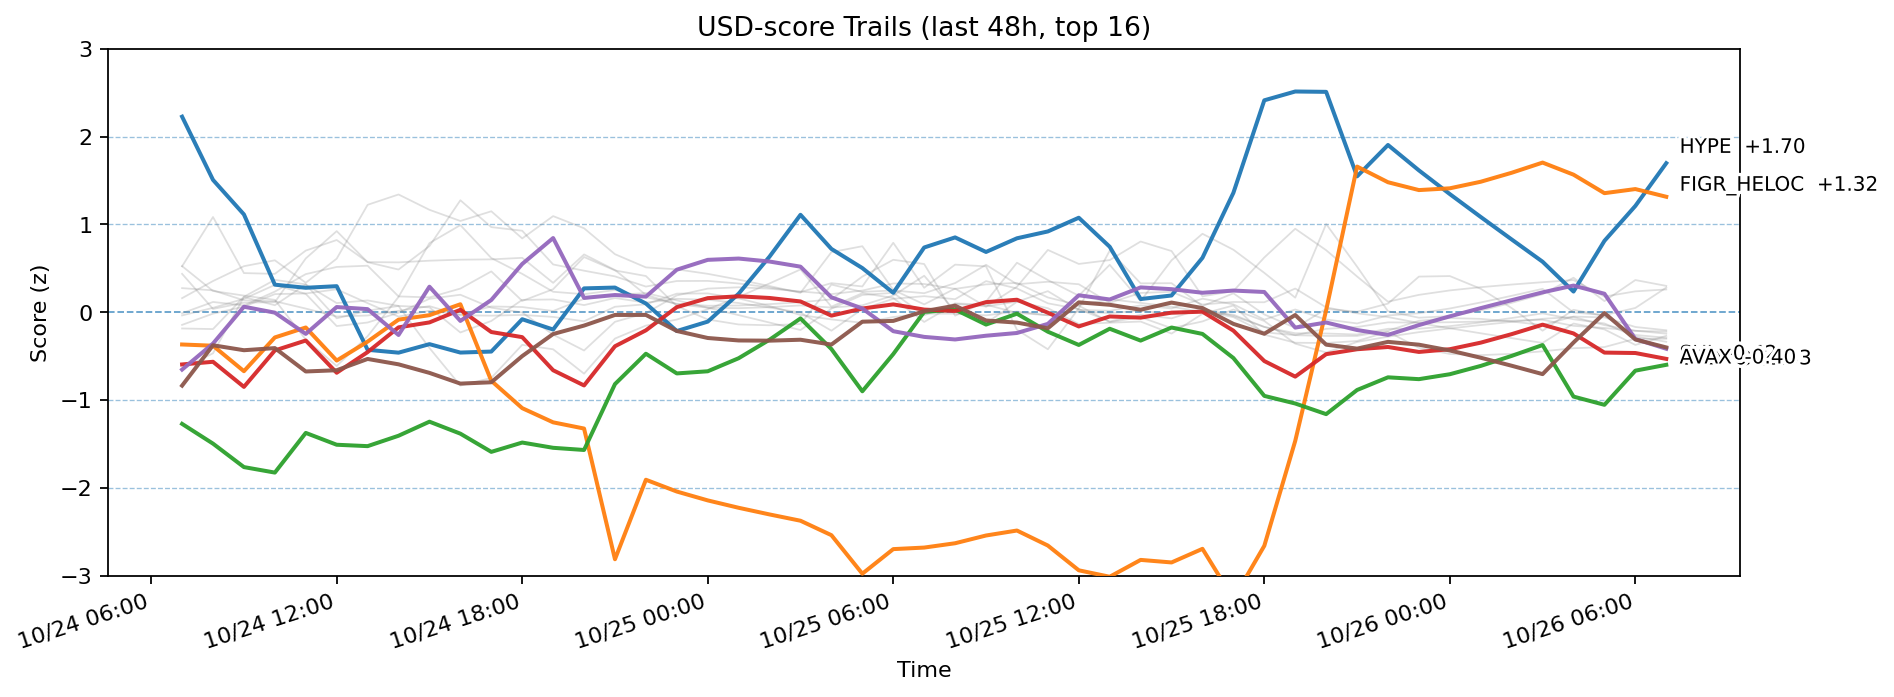 USD-score Trails (last 48h, top 16)
Score (z)
3
2
1
0
−1
−2
−3
HYPE +1.70
FIGR_HELOC +1.32
AVAX -0.40
10/24 06:00
10/24 12:00
10/24 18:00
10/25 00:00
10/25 06:00
10/25 12:00
10/25 18:00
10/26 00:00
10/26 06:00
Time